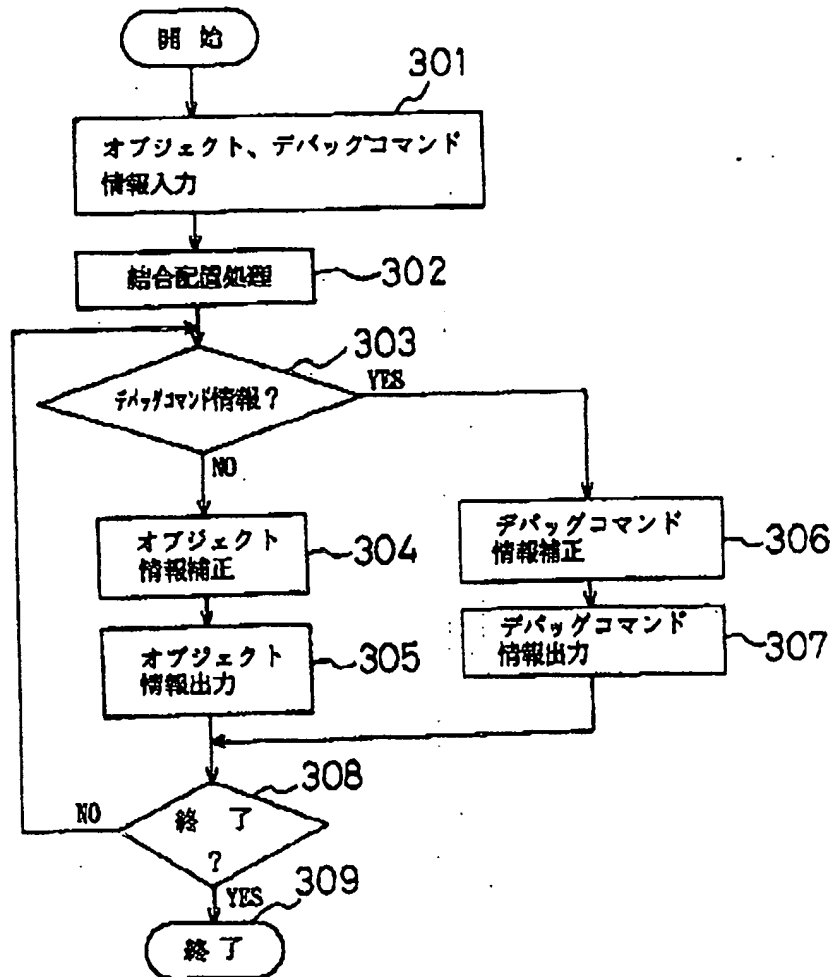 開 始
301
オブジェクト、デバッグコマンド
情報入力
結合配置処理
302
303
デバッグコマンド情報？
YES
NO
オブジェクト
情報補正
304
オブジェクト
情報出力
305
デバッグコマンド
情報補正
306
デバッグコマンド
情報出力
307
308
終 了
？
NO
YES
309
終 了